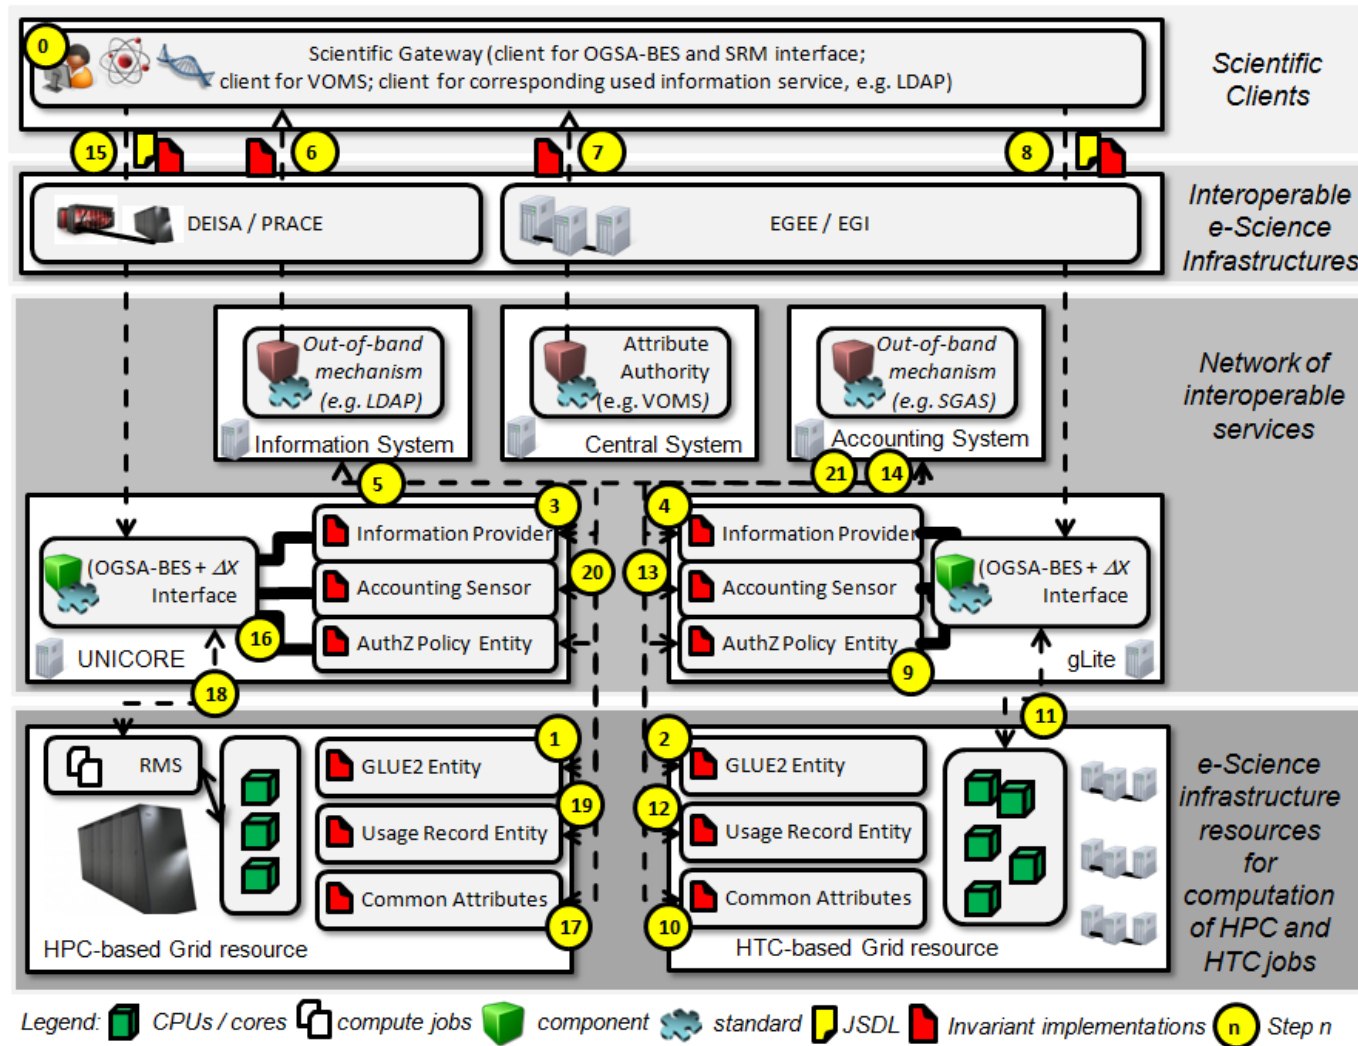 0
Scientific Gateway (client for OGSA-BES and SRM interface;
client for VOMS; client for corresponding used information service, e.g. LDAP)
Scientific
Clients
15
6
7
8
DEISA / PRACE
EGEE / EGI
Interoperable
e-Science
Infrastructures
Out-of-band
mechanism
(e.g. LDAP)
Information System
Attribute
Authority
(e.g. VOMS)
Central System
Out-of-band
mechanism
(e.g. SGAS)
Accounting System
Network of
interoperable
services
5
21
14
3
4
(OGSA-BES + ΔX
Interface
UNICORE
16
18
Information Provider
Accounting Sensor
AuthZ Policy Entity
20
13
Information Provider
Accounting Sensor
AuthZ Policy Entity
9
(OGSA-BES + ΔX
Interface
gLite
11
RMS
HPC-based Grid resource
1
GLUE2 Entity
Usage Record Entity
Common Attributes
19
17
2
12
10
GLUE2 Entity
Usage Record Entity
Common Attributes
HTC-based Grid resource
e-Science
infrastructure
resources
for
computation
of HPC and
HTC jobs
Legend: CPUs / cores compute jobs component standard JSDL Invariant implementations n Step n